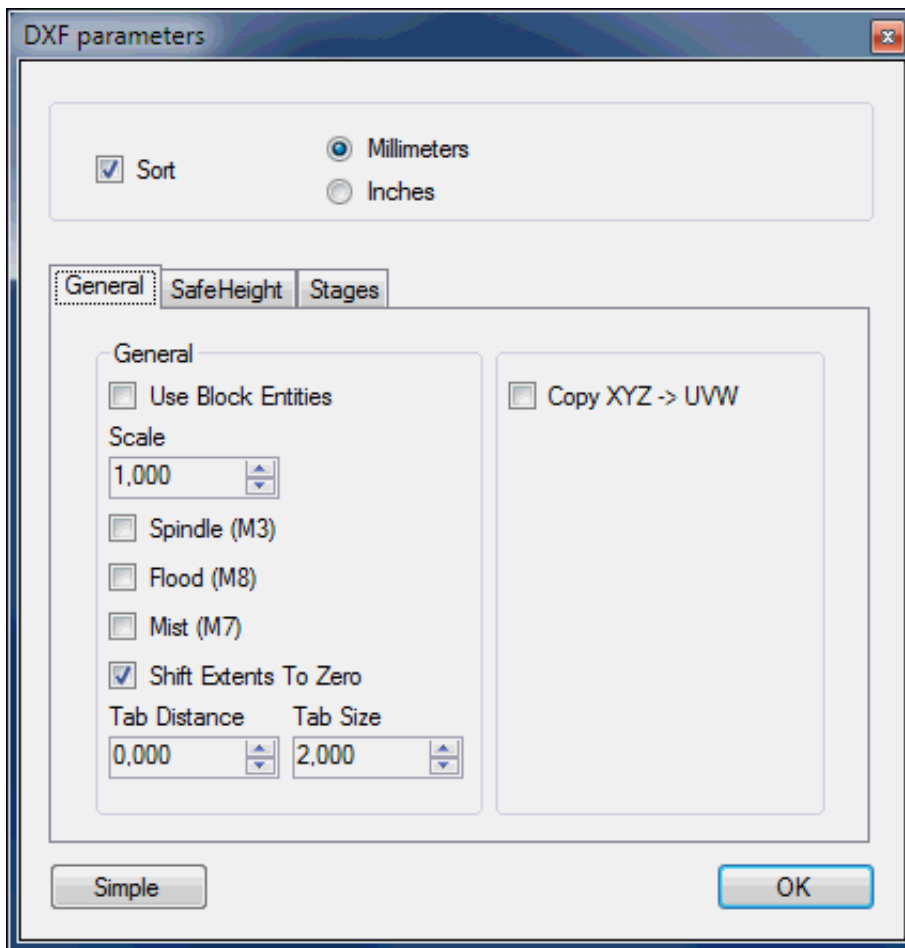 DXF parameters
Sort
Millimeters
Inches
General SafeHeight Stages
General
Use Block Entities
Scale
1,000
Spindle (M3)
Flood (M8)
Mist (M7)
Shift Extents To Zero
Tab Distance Tab Size
0,000 2,000
Copy XYZ -> UVW
Simple OK